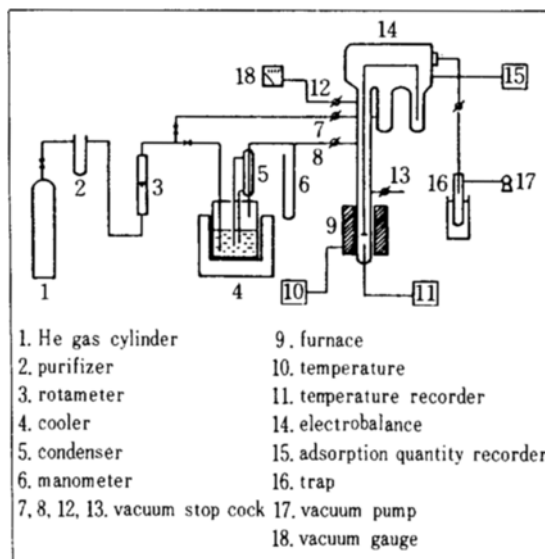 14
18
12
15
7
8
2
3
5
6
13
16
17
9
1
4
10
11
1. He gas cylinder
2. purifizer
3. rotameter
4. cooler
5. condenser
6. manometer
7, 8, 12, 13. vacuum stop cock
9. furnace
10. temperature
11. temperature recorder
14. electrobalance
15. adsorption quantity recorder
16. trap
17. vacuum pump
18. vacuum gauge